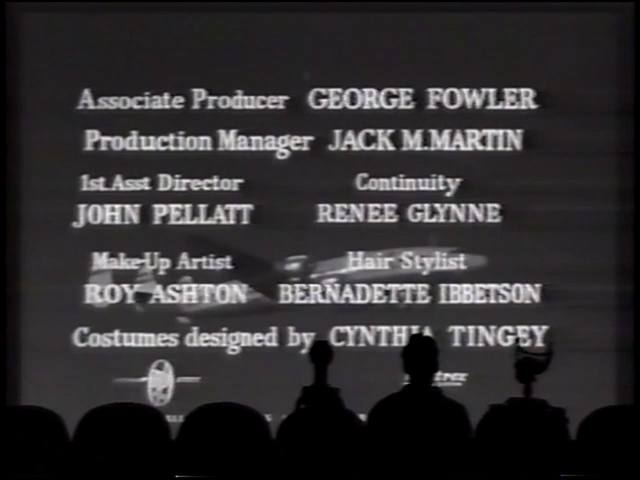 Associate Producer GEORGE FOWLER
Production Manager JACK M.MARTIN
1st.Asst Director Continuity
JOHN PELLATT RENEE GLYNNE
Make-Up Artist Hair Stylist
ROY ASHTON BERNADETTE IBBETSON
Costumes designed by CYNTHIA TINGEY